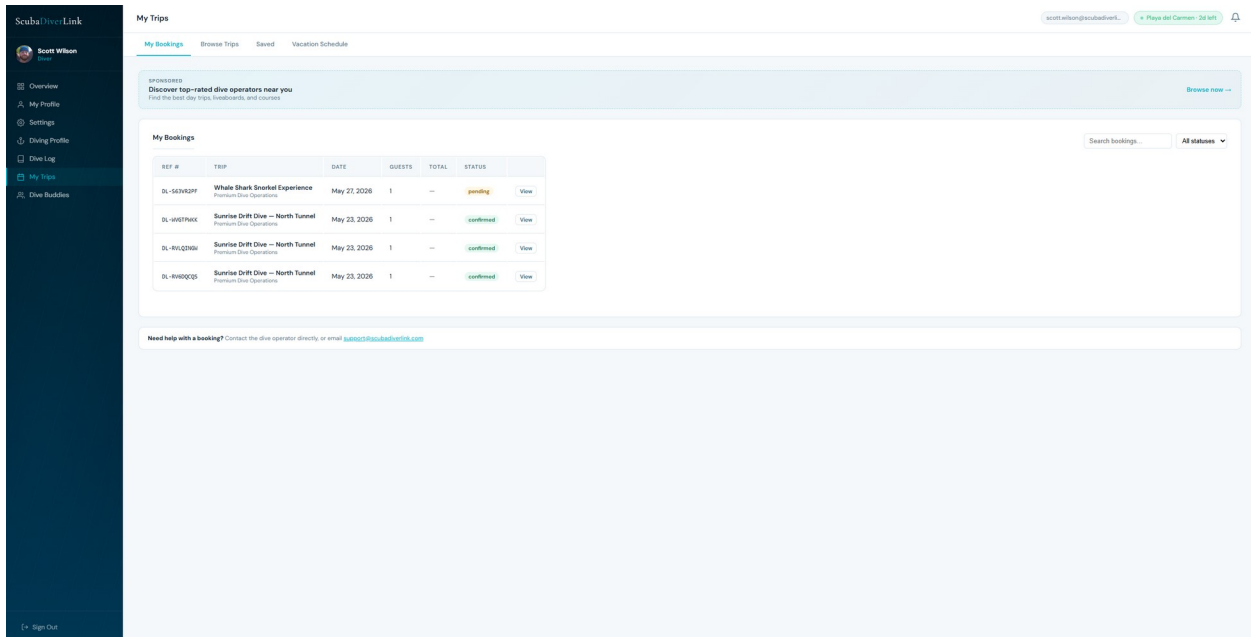 ScubaDiverLink
Scott Wilson
Diver
Overview
My Profile
Settings
Diving Profile
Dive Log
My Trips
Dive Buddies
Sign Out
My Trips
scott.wilson@scubadiverli...
Playa del Carmen · 2d left
My Bookings Browse Trips Saved Vacation Schedule
SPONSORED
Discover top-rated dive operators near you
Find the best day trips, liveaboards, and courses
Browse now →
My Bookings
Search bookings...
All statuses
REF # TRIP DATE GUESTS TOTAL STATUS
DL-S63VR2PF Whale Shark Snorkel Experience May 27, 2026 1 — pending View
Premium Dive Operations
DL-WVGTPWKK Sunrise Drift Dive — North Tunnel May 23, 2026 1 — confirmed View
Premium Dive Operations
DL-RVLQINGW Sunrise Drift Dive — North Tunnel May 23, 2026 1 — confirmed View
Premium Dive Operations
DL-RV6DQCQS Sunrise Drift Dive — North Tunnel May 23, 2026 1 — confirmed View
Premium Dive Operations
Need help with a booking? Contact the dive operator directly, or email support@scubadiverlink.com